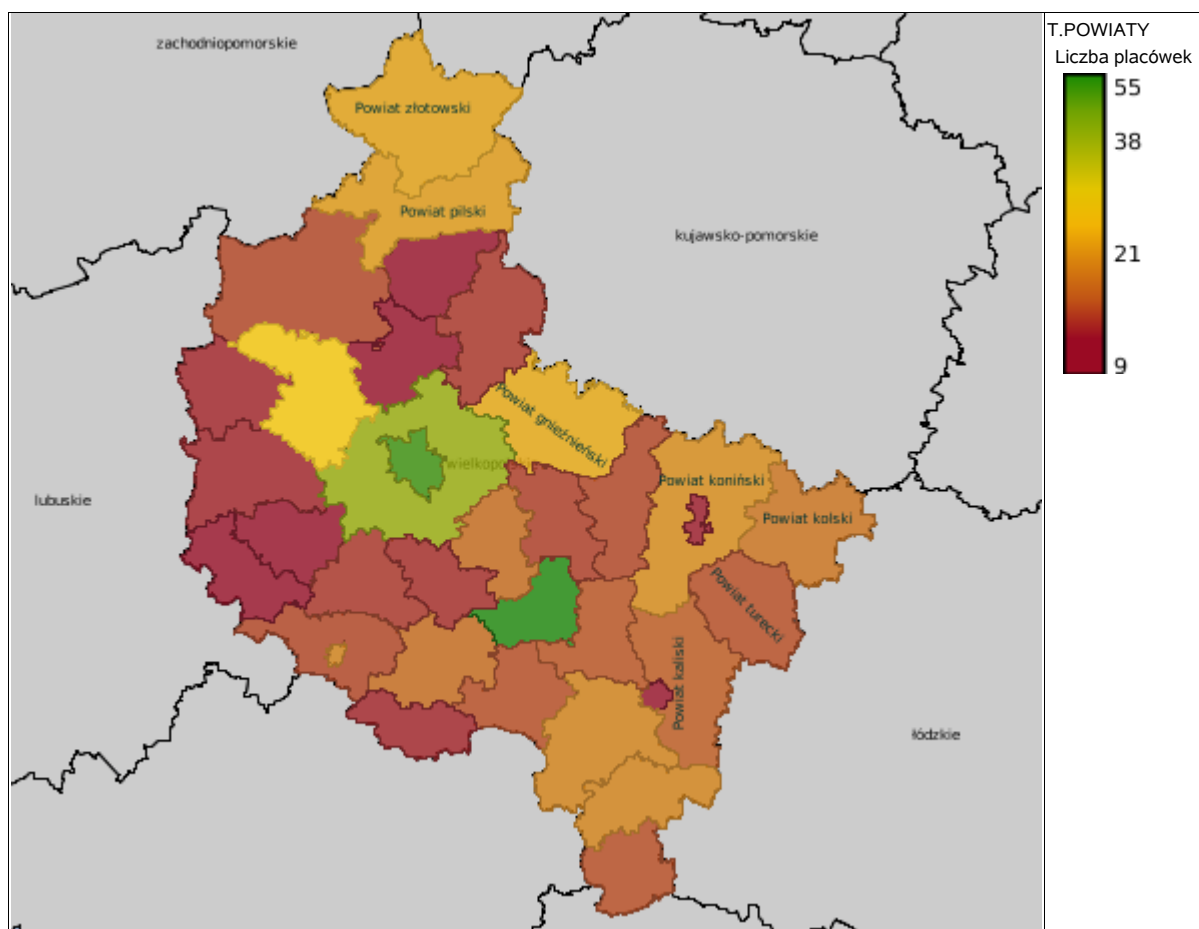 T.POWIATY
Liczba placówek
55
38
21
9
zachodniopomorskie
Powiat złotowski
Powiat pilski
kujawsko-pomorskie
Powiat gnieźnieński
wielkopolskie
Powiat koniński
lubuskie
Powiat kolski
Powiat turecki
Powiat kaliski
łódzkie